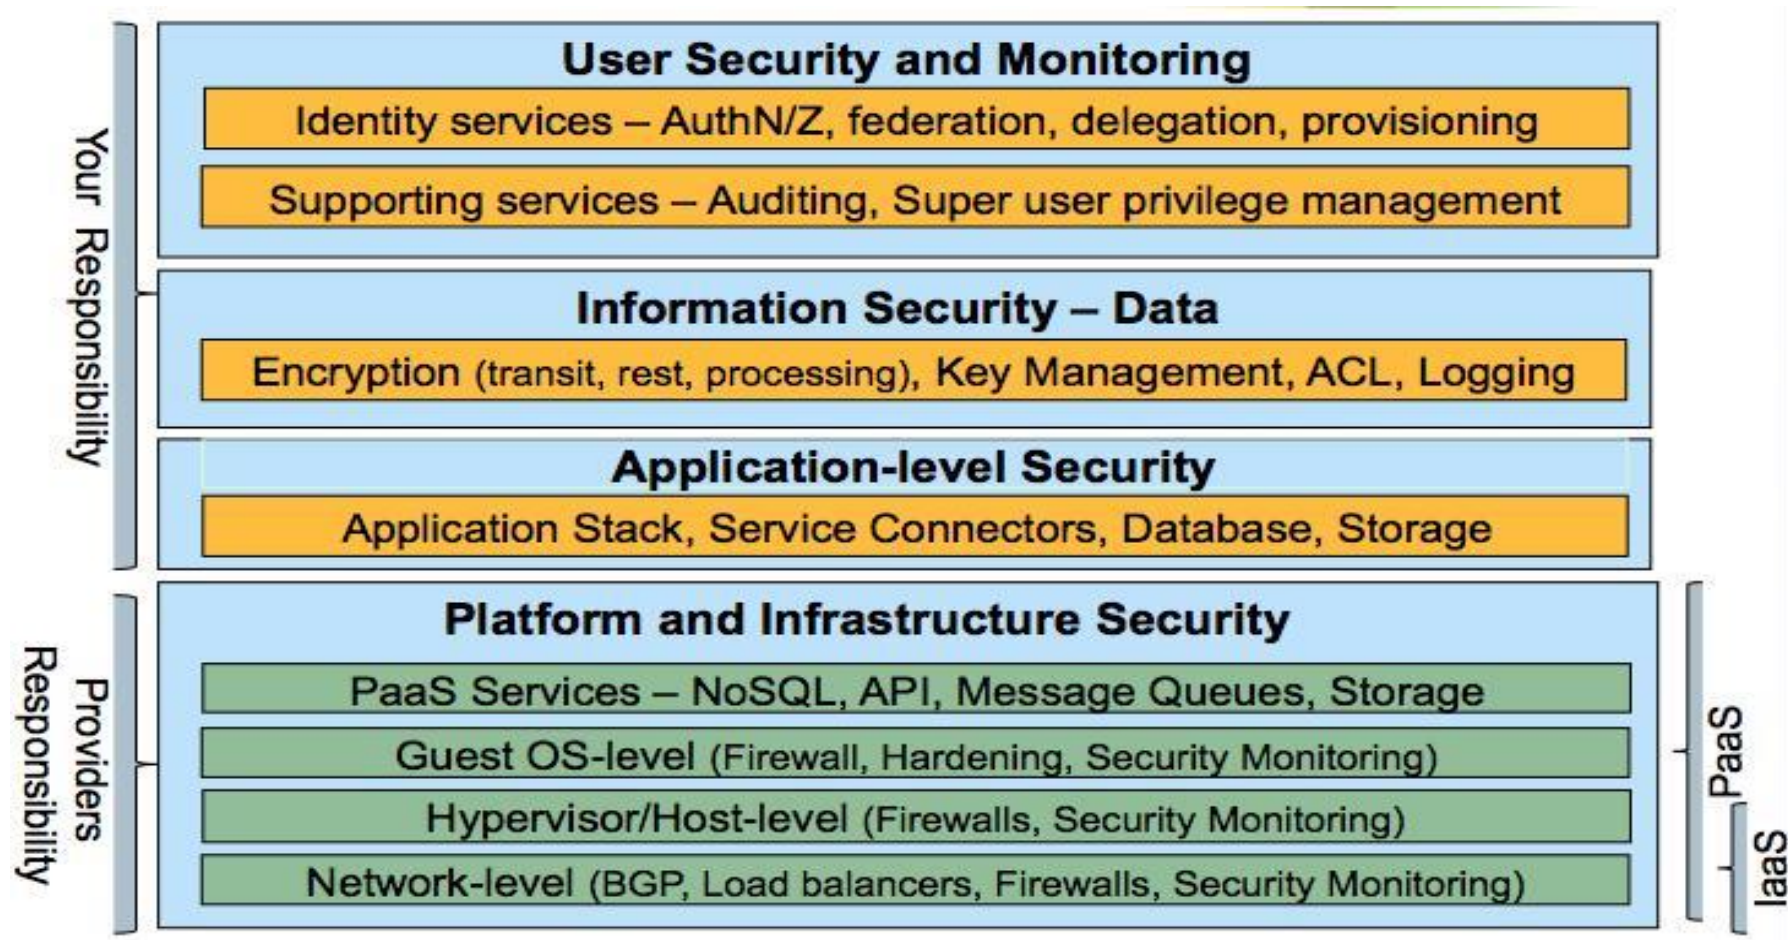 User Security and Monitoring
Identity services – AuthN/Z, federation, delegation, provisioning
Supporting services – Auditing, Super user privilege management
Information Security – Data
Encryption (transit, rest, processing), Key Management, ACL, Logging
Application-level Security
Application Stack, Service Connectors, Database, Storage
Your Responsibility
Platform and Infrastructure Security
PaaS Services – NoSQL, API, Message Queues, Storage
Guest OS-level (Firewall, Hardening, Security Monitoring)
Hypervisor/Host-level (Firewalls, Security Monitoring)
Network-level (BGP, Load balancers, Firewalls, Security Monitoring)
Providers
Responsibility
PaaS
IaaS